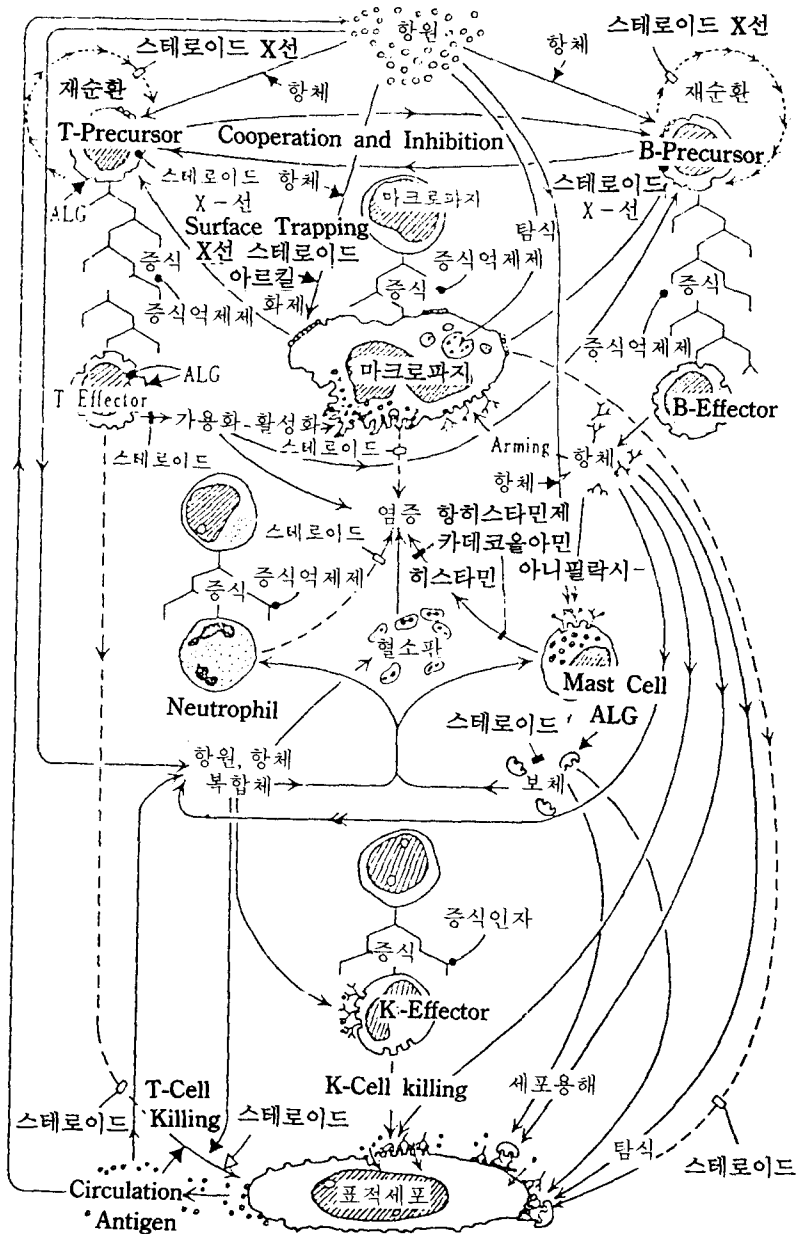 스테로이드 X선
항원
스테로이드 X선
항체
재순환
항체
재순환
T-Precursor
Cooperation and Inhibition
B-Precursor
스테로이드
X-선
항체
마크로파지
스테로이드
X-선
ALG
Surface Trapping
X선 스테로이드
아르킬
화제
탐식
증식억제제
증식
증식
증식억제제
증식
증식억제제
마크로파지
ALG
T Effector
B-Effector
가용화-활성화
스테로이드
스테로이드
Arming
항체
항체
염증
항히스타민제
카데코올아민
스테로이드
히스타민
아니필락시-
증식
증식억제제
혈소판
Neutrophil
Mast Cell
ALG
스테로이드
항원, 항체
복합체
보체
증식인자
증식
K-Effector
T-Cell
Killing
K-Cell killing
세포용해
스테로이드
스테로이드
탐식
스테로이드
Circulation
Antigen
표적세포